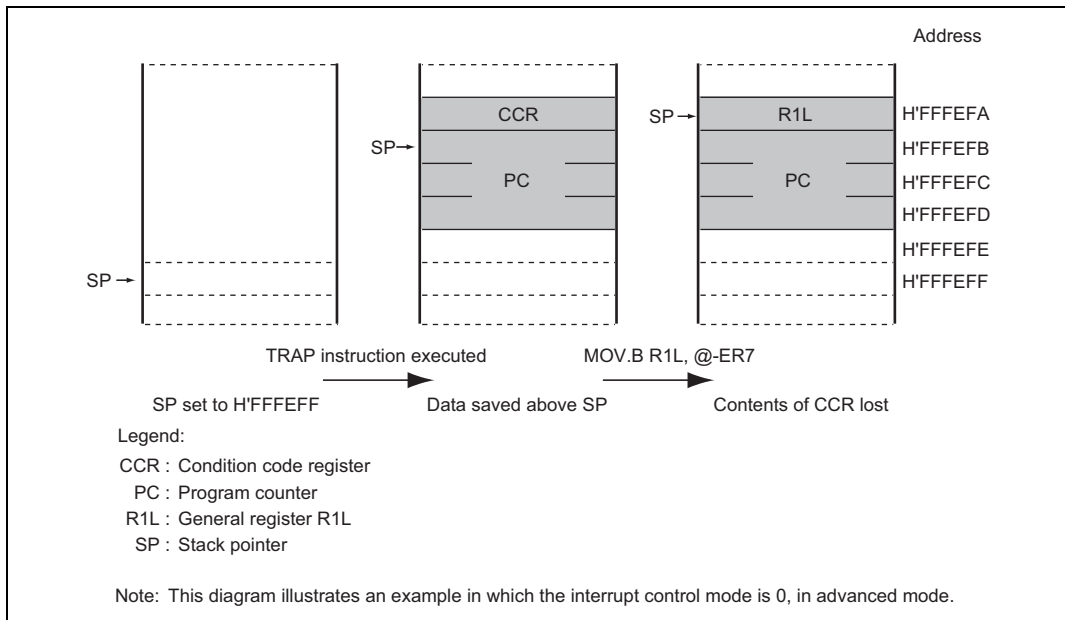 Address
CCR
SP
R1L
H'FFFEFA
SP
H'FFFEFB
PC
PC
H'FFFEFC
H'FFFEFD
H'FFFEFE
SP
H'FFFEFF
TRAP instruction executed
MOV.B R1L, @-ER7
SP set to H'FFFEFF
Data saved above SP
Contents of CCR lost
Legend:
CCR : Condition code register
PC : Program counter
R1L : General register R1L
SP : Stack pointer
Note: This diagram illustrates an example in which the interrupt control mode is 0, in advanced mode.